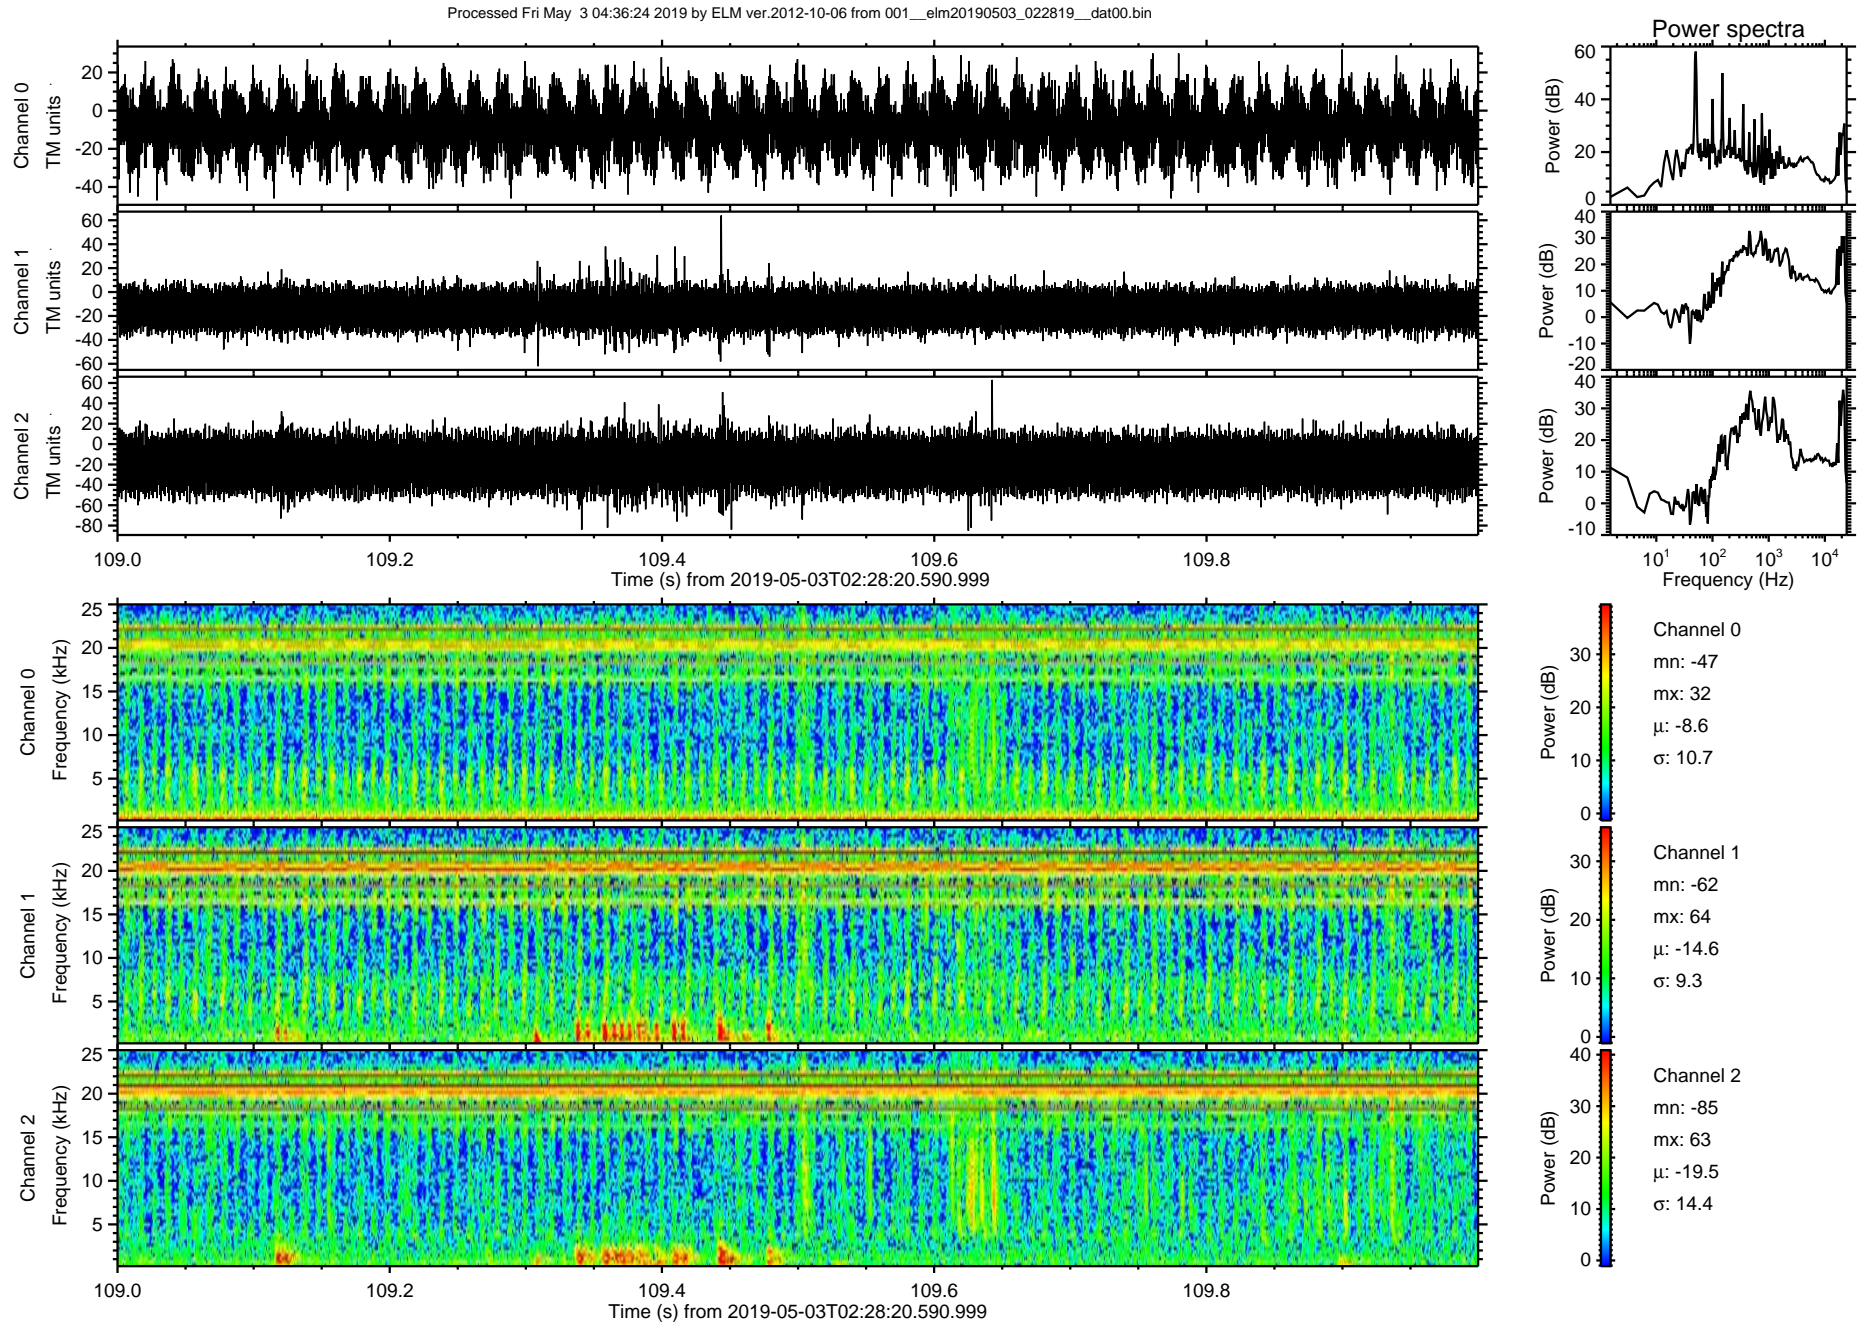 Processed Fri May  3 04:36:24 2019 by ELM ver.2012-10-06 from 001__elm20190503_022819__dat00.bin
Power spectra
Channel 0
TM units
20
0
-20
-40
Power (dB)
60
40
20
0
Channel 1
TM units
60
40
20
0
-20
-40
-60
Power (dB)
40
30
20
10
0
-10
-20
Channel 2
TM units
60
40
20
0
-20
-40
-60
-80
Power (dB)
40
30
20
10
0
-10
109.0 109.2 109.4 109.6 109.8
Time (s) from 2019-05-03T02:28:20.590.999
10¹ 10² 10³ 10⁴
Frequency (Hz)
Channel 0
Frequency (kHz)
25
20
15
10
5
Power (dB)
30
20
10
0
Channel 0
mn: -47
mx: 32
μ: -8.6
σ: 10.7
Channel 1
Frequency (kHz)
25
20
15
10
5
Power (dB)
30
20
10
0
Channel 1
mn: -62
mx: 64
μ: -14.6
σ: 9.3
Channel 2
Frequency (kHz)
25
20
15
10
5
Power (dB)
40
30
20
10
0
Channel 2
mn: -85
mx: 63
μ: -19.5
σ: 14.4
109.0 109.2 109.4 109.6 109.8
Time (s) from 2019-05-03T02:28:20.590.999